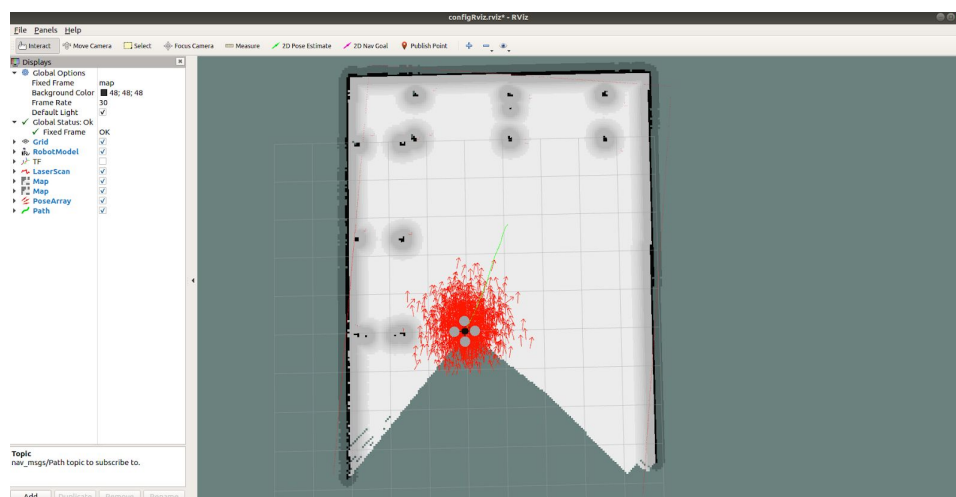 configRviz.rviz* - RViz
File Panels Help
Interact Move Camera Select Focus Camera Measure 2D Pose Estimate 2D Nav Goal Publish Point
Displays
Global Options
Fixed Frame map
Background Color 48; 48; 48
Frame Rate 30
Default Light
Global Status: Ok
Fixed Frame OK
Grid
RobotModel
TF
LaserScan
Map
Map
PoseArray
Path
Topic
nav_msgs/Path topic to subscribe to.
Add Duplicate Remove Rename